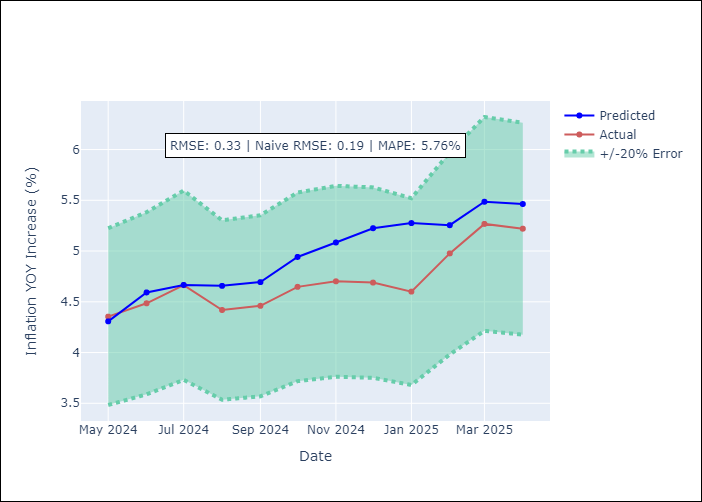 Predicted
Actual
+/-20% Error
RMSE: 0.33 | Naive RMSE: 0.19 | MAPE: 5.76%
Inflation YOY Increase (%)
6
5.5
5
4.5
4
3.5
May 2024
Jul 2024
Sep 2024
Nov 2024
Jan 2025
Mar 2025
Date